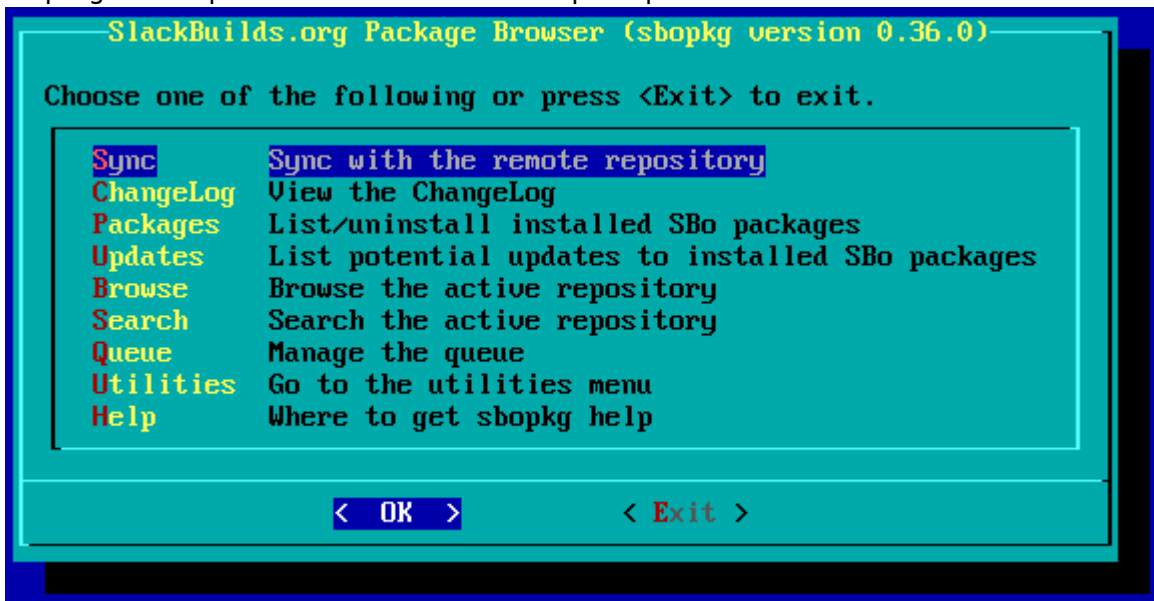 SlackBuilds.org Package Browser (sbopkg version 0.36.0)
Choose one of the following or press <Exit> to exit.
Sync Sync with the remote repository
ChangeLog View the ChangeLog
Packages List/uninstall installed SBo packages
Updates List potential updates to installed SBo packages
Browse Browse the active repository
Search Search the active repository
Queue Manage the queue
Utilities Go to the utilities menu
Help Where to get sbopkg help
< OK > < Exit >